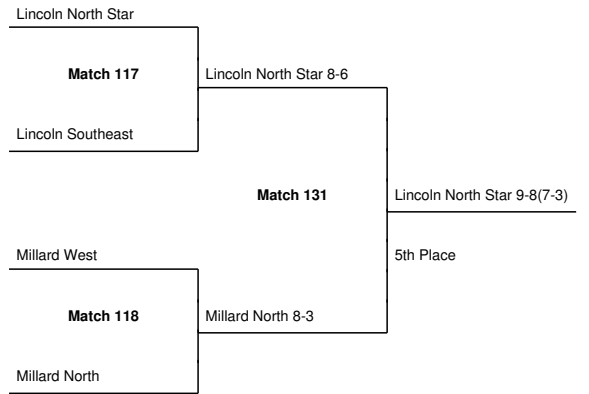 Lincoln North Star
Match 117
Lincoln North Star 8-6
Lincoln Southeast
Match 131
Lincoln North Star 9-8(7-3)
Millard West
5th Place
Match 118
Millard North 8-3
Millard North